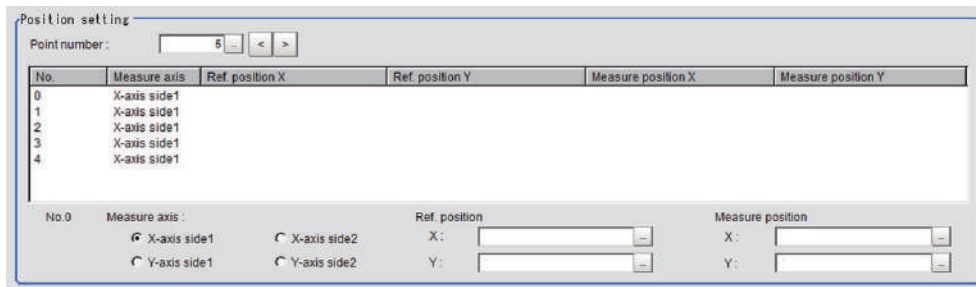 Position setting
Point number : 5 ... < >
No. Measure axis Ref. position X Ref. position Y Measure position X Measure position Y
0 X-axis side1
1 X-axis side1
2 X-axis side1
3 X-axis side1
4 X-axis side1
No.0 Measure axis : Ref. position Measure position
X-axis side1 X-axis side2 X : ... X : ...
Y-axis side1 Y-axis side2 Y : ... Y : ...